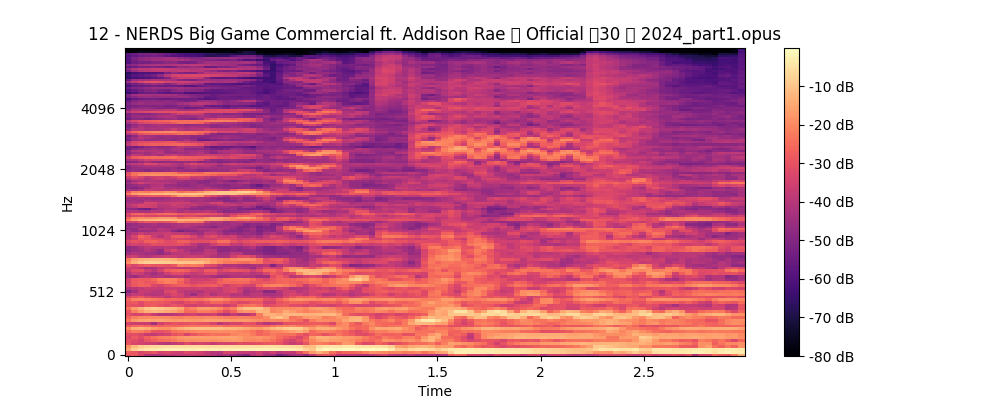 12 - NERDS Big Game Commercial ft. Addison Rae ▯ Official ▯30 ▯ 2024_part1.opus
Hz
4096
2048
1024
512
0
0 0.5 1 1.5 2 2.5
Time
-10 dB
-20 dB
-30 dB
-40 dB
-50 dB
-60 dB
-70 dB
-80 dB